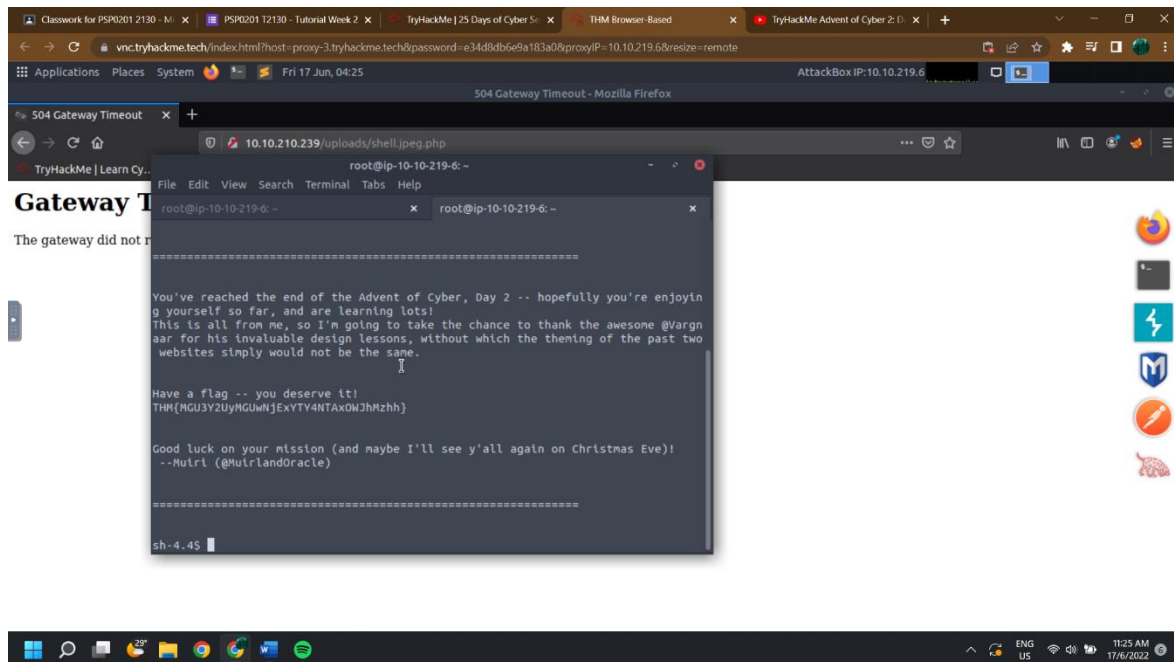 Classwork for PSP0201 2130 - M
PSP0201 T2130 - Tutorial Week 2
TryHackMe | 25 Days of Cyber Se
THM Browser-Based
TryHackMe Advent of Cyber 2: D
vnc.tryhackme.tech/index.html?host=proxy-3.tryhackme.tech&password=e34d8db6e9a183a0&proxyIP=10.10.219.6&resize=remote
Applications Places System Fri 17 Jun, 04:25 AttackBox IP:10.10.219.6
504 Gateway Timeout - Mozilla Firefox
504 Gateway Timeout
10.10.210.239/uploads/shell.jpeg.php
TryHackMe | Learn Cy..
Gateway T
The gateway did not r
root@ip-10-10-219-6: ~
File Edit View Search Terminal Tabs Help
root@ip-10-10-219-6: ~ root@ip-10-10-219-6: ~
==============================================================
You've reached the end of the Advent of Cyber, Day 2 -- hopefully you're enjoyin
g yourself so far, and are learning lots!
This is all from me, so I'm going to take the chance to thank the awesome @Vargn
aar for his invaluable design lessons, without which the theming of the past two
websites simply would not be the same.
Have a flag -- you deserve it!
THM{MGU3Y2UyMGUwNjExYTY4NTAxOWJhMzhh}
Good luck on your mission (and maybe I'll see y'all again on Christmas Eve)!
--Muiri (@MuirlandOracle)
==============================================================
sh-4.4$
29°
ENG
US
11:25 AM
17/6/2022
6